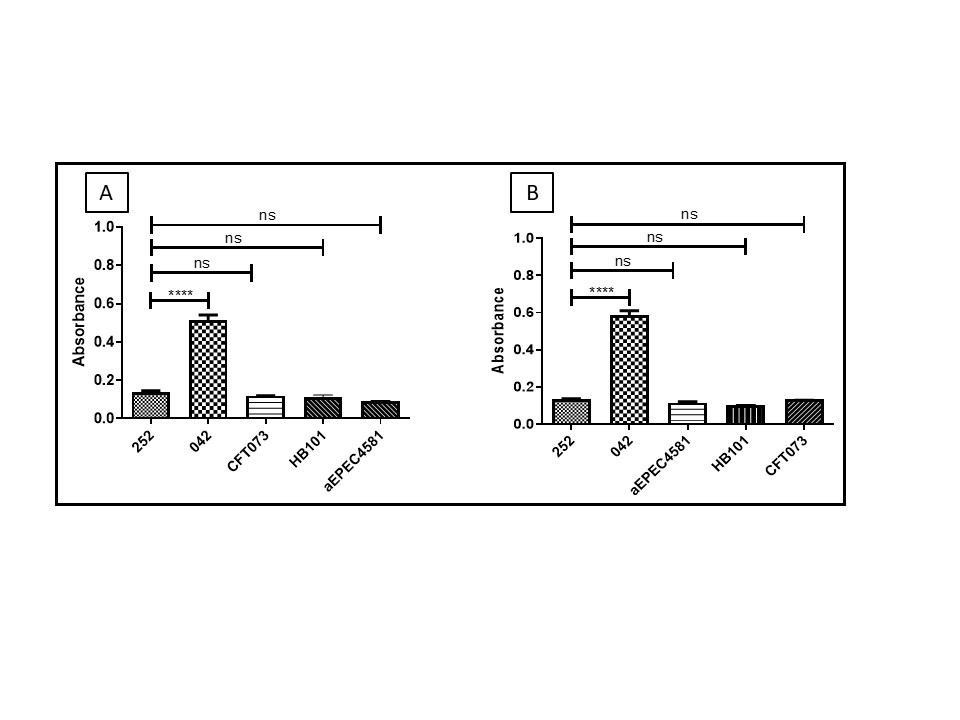 A
ns
ns
ns
****
1.0
0.8
0.6
0.4
0.2
0.0
Absorbance
252
042
CFT073
HB101
aEPEC4581
B
ns
ns
ns
****
1.0
0.8
0.6
0.4
0.2
0.0
Absorbance
252
042
aEPEC4581
HB101
CFT073